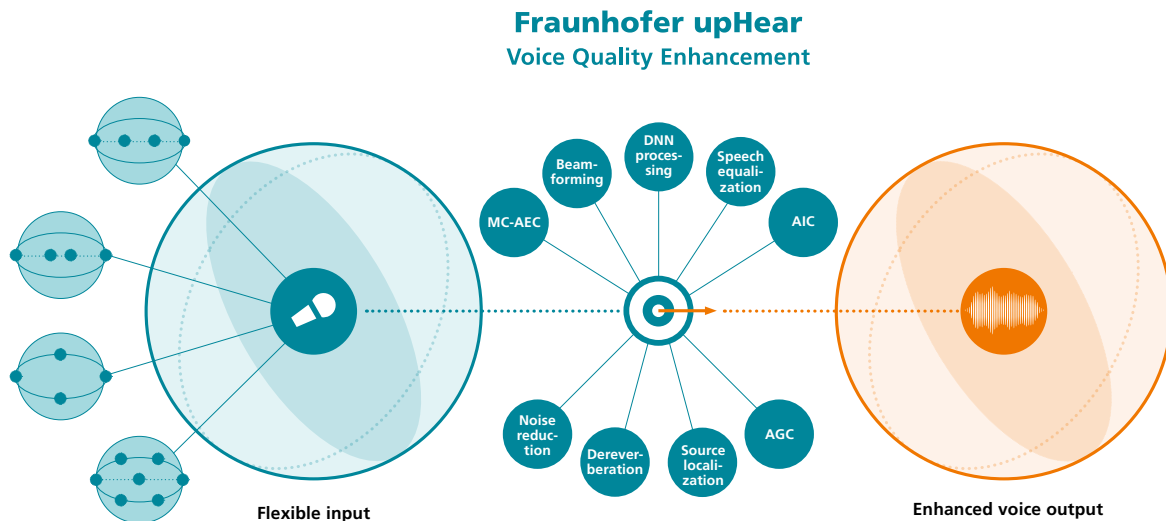 Fraunhofer upHear
Voice Quality Enhancement
MC-AEC
Beam-
forming
DNN
proces-
sing
Speech
equali-
zation
AIC
Noise
reduc-
tion
Derever-
beration
Source
locali-
zation
AGC
Flexible input
Enhanced voice output